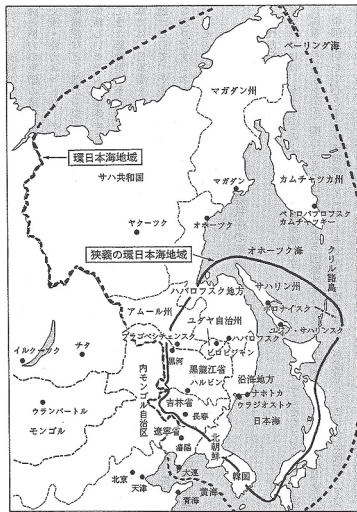 ベーリング海
マガダン州
環日本海地域
サハ共和国
マガダン
カムチャツカ州
ペトロパブロフスク
カムチャツキー
ヤクーツク
オホーツク
オホーツク海
狭義の環日本海地域
クリル諸島
サハリン州
ハバロフスク地方
ポロナイスク
アムール州
ユダヤ自治州
ブラゴベシチェンスク
ハバロフスク
ユジノ・サハリンスク
イルクーツク
チタ
黒河
ビロビジャン
黒龍江省
ハルビン
沿海地方
ウランバートル
内モンゴル自治区
吉林省
長春
ナホトカ
ウラジオストク
モンゴル
日本海
遼寧省
瀋陽
北朝鮮
北京
大連
天津
黄海
韓国
青海